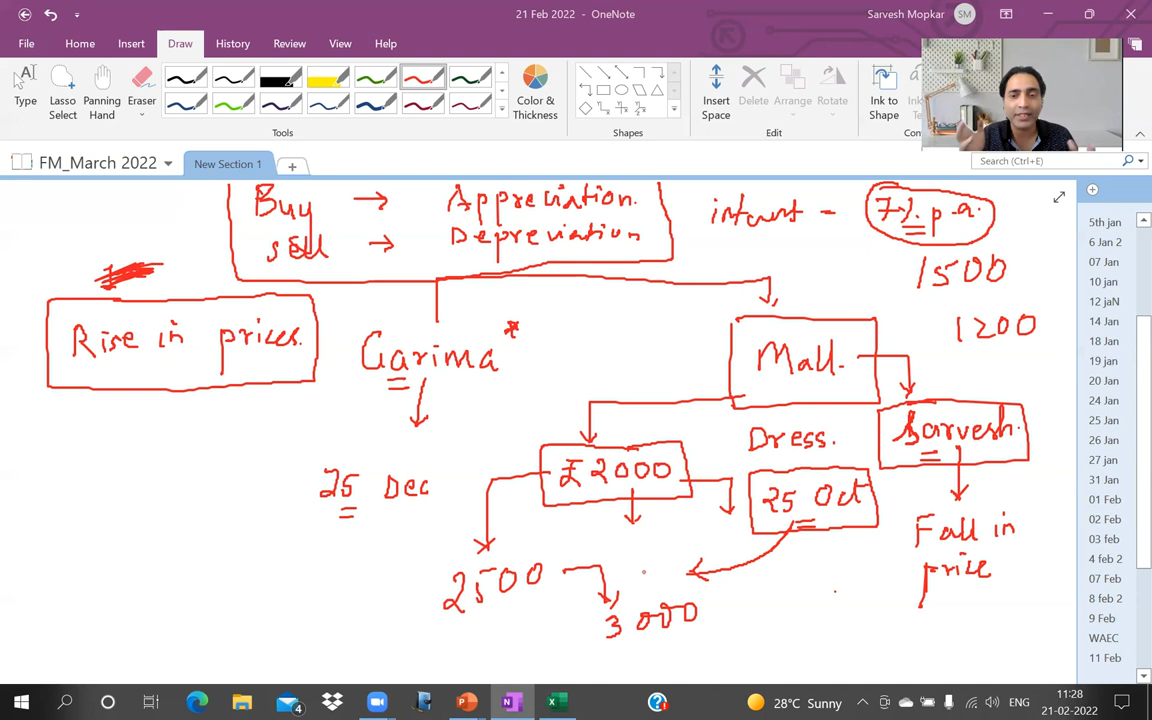 21 Feb 2022 - OneNote
Sarvesh Mopkar
SM
File
Home
Insert
Draw
History
Review
View
Help
Type
Lasso Select
Panning Hand
Eraser
Tools
Color & Thickness
Shapes
Insert Space
Delete
Arrange
Rotate
Edit
Ink to Shape
FM_March 2022
New Section 1
Search (Ctrl+E)
Buy → Appreciation.
Sell → Depreciation
interest = 7%. p.a.
1500
1200
Rise in prices.
Garima *
Mall.
Dress.
Sarvesh.
25 Dec
£2000
25 Oct
Fall in
price
2500
3000
5th jan
6 Jan 2
07 Jan
10 jan
12 jaN
14 Jan
18 Jan
19 jan
20 Jan
24 Jan
25 Jan
26 Jan
27 jan
31 Jan
01 Feb
02 Feb
03 feb
4 feb 2
07 Feb
8 feb 2
9 Feb
WAEC
11 Feb
4
28°C Sunny
ENG
11:28
21-02-2022